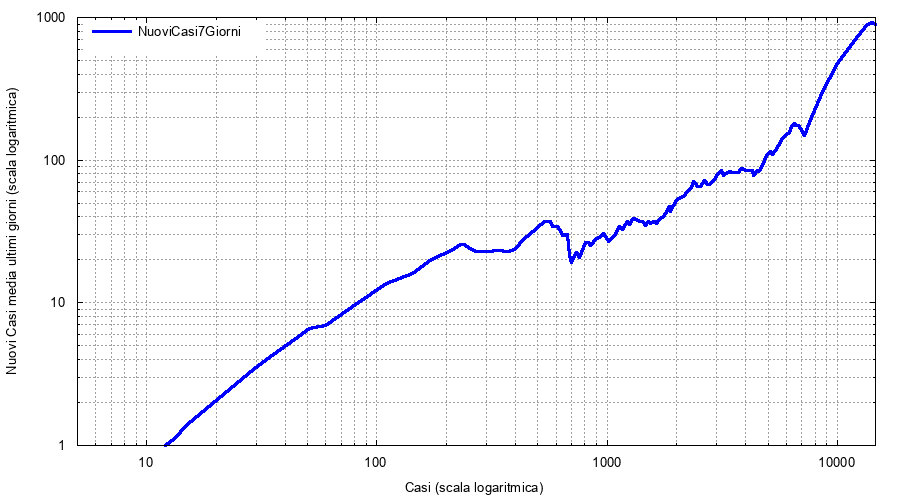 NuoviCasi7Giorni
Nuovi Casi media ultimi giorni (scala logaritmica)
1000
100
10
1
10
100
1000
10000
Casi (scala logaritmica)